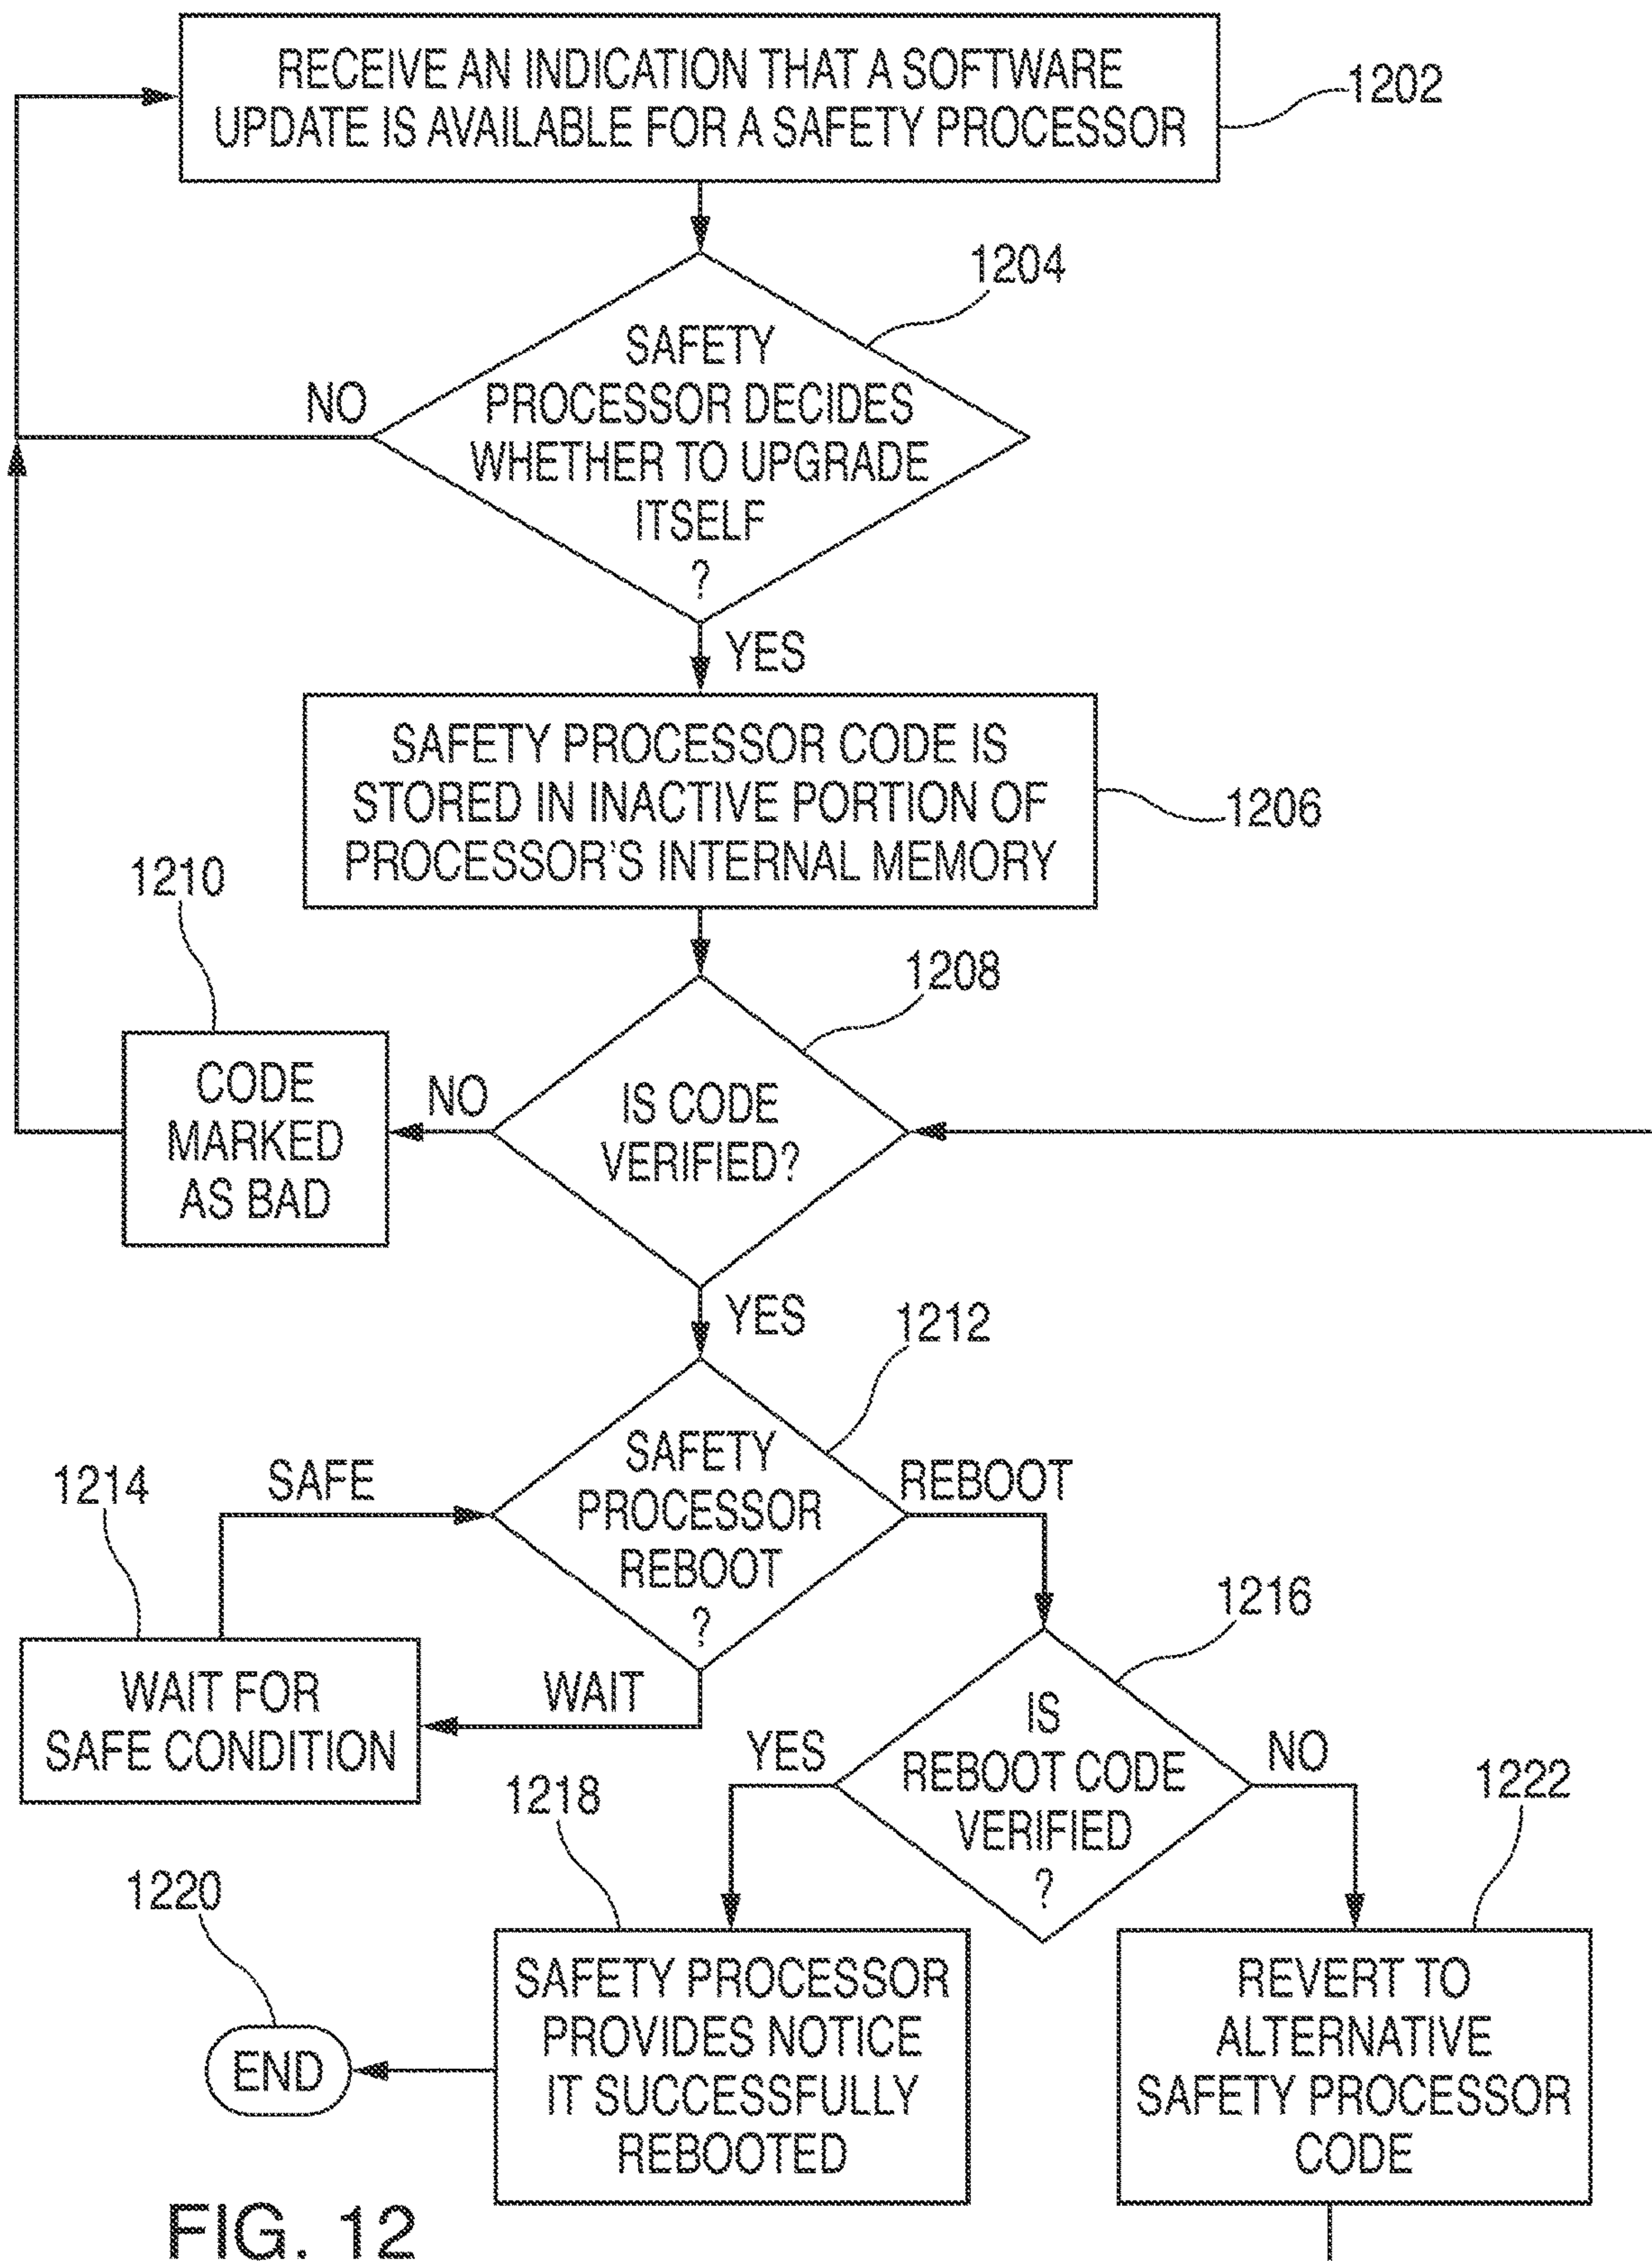 RECEIVE AN INDICATION THAT A SOFTWARE
UPDATE IS AVAILABLE FOR A SAFETY PROCESSOR
1202
1204
SAFETY
PROCESSOR DECIDES
WHETHER TO UPGRADE
ITSELF
?
NO
YES
SAFETY PROCESSOR CODE IS
STORED IN INACTIVE PORTION OF
PROCESSOR'S INTERNAL MEMORY
1206
1210
1208
CODE
MARKED
AS BAD
NO
IS CODE
VERIFIED?
YES
1212
SAFETY
PROCESSOR
REBOOT
?
1214
SAFE
REBOOT
WAIT FOR
SAFE CONDITION
WAIT
1216
IS
REBOOT CODE
VERIFIED
?
YES
NO
1218
1222
1220
END
SAFETY PROCESSOR
PROVIDES NOTICE
IT SUCCESSFULLY
REBOOTED
REVERT TO
ALTERNATIVE
SAFETY PROCESSOR
CODE
FIG. 12